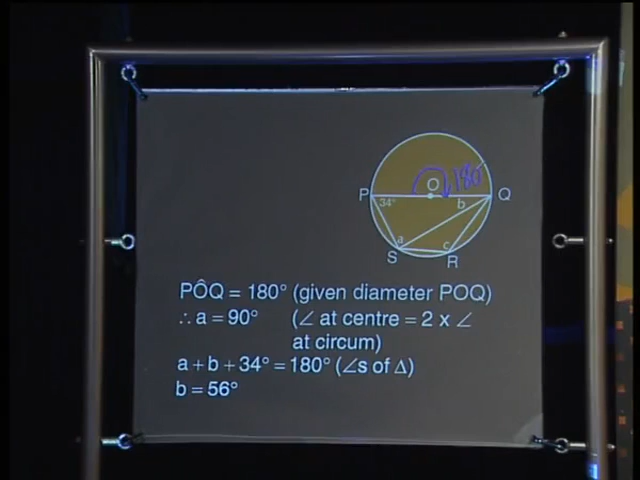 O 180°
P Q
34° b
a c
S R
PÔQ = 180° (given diameter POQ)
∴ a = 90° (∠ at centre = 2 x ∠
at circum)
a + b + 34° = 180° (∠s of Δ)
b = 56°